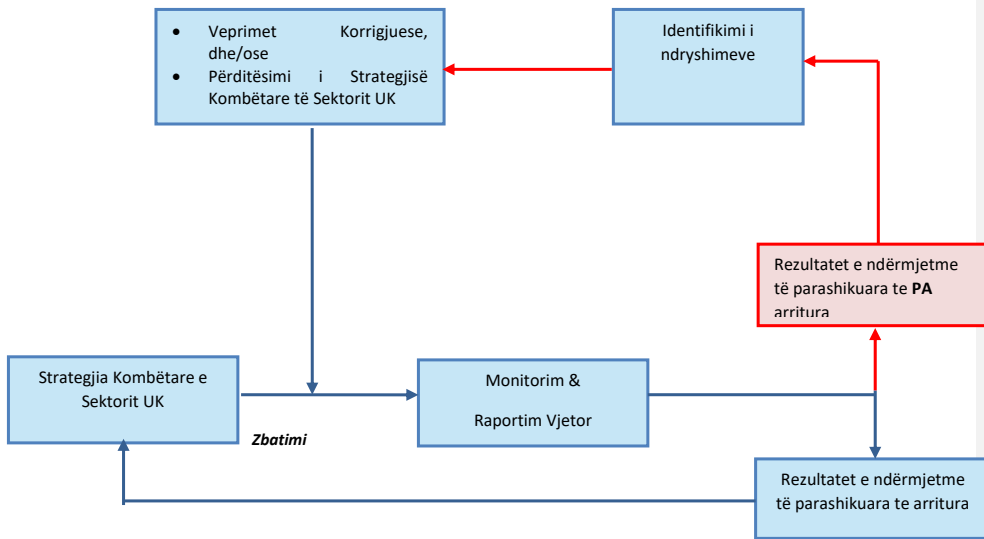 • Veprimet Korrigjuese,
dhe/ose
• Përditësimi i Strategjisë
Kombëtare të Sektorit UK
Identifikimi i
ndryshimeve
Rezultatet e ndërmjetme
të parashikuara te PA
arritura
Strategjia Kombëtare e
Sektorit UK
Zbatimi
Monitorim &
Raportim Vjetor
Rezultatet e ndërmjetme
të parashikuara te arritura